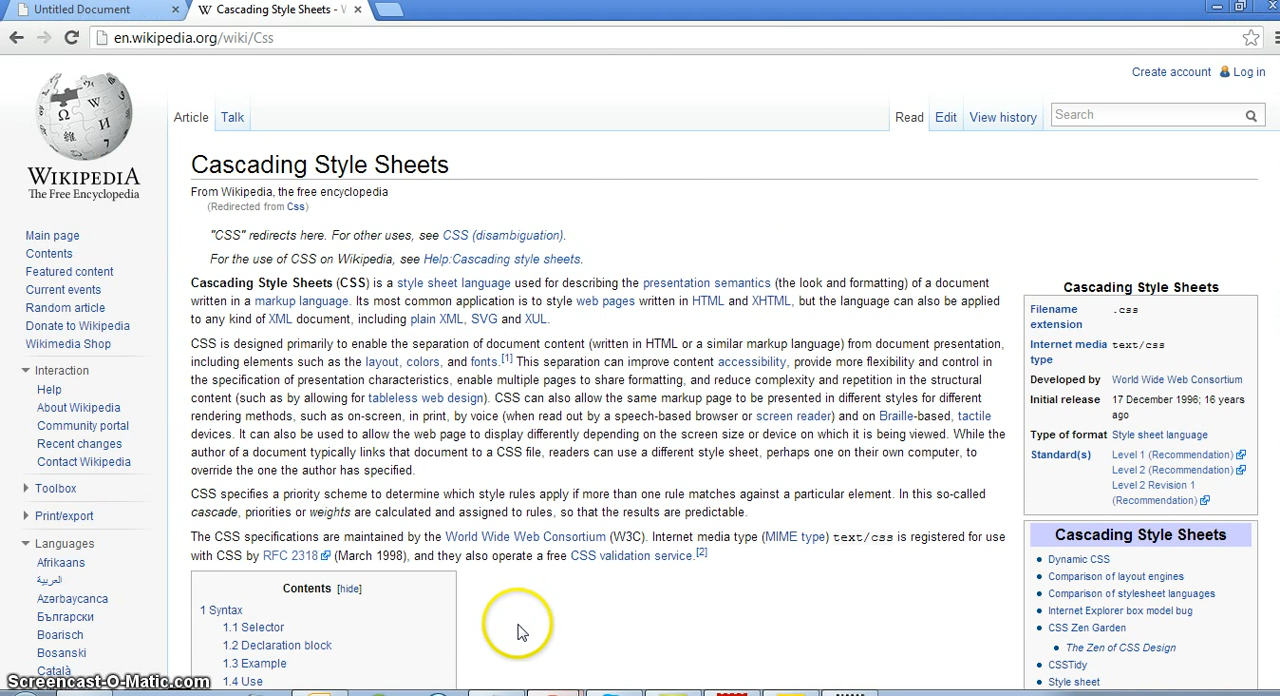 Untitled Document
Cascading Style Sheets - W
en.wikipedia.org/wiki/Css
Create account Log in
Article Talk
Read Edit View history
Search
WIKIPEDIA
The Free Encyclopedia
Main page
Contents
Featured content
Current events
Random article
Donate to Wikipedia
Wikimedia Shop
Interaction
Help
About Wikipedia
Community portal
Recent changes
Contact Wikipedia
Toolbox
Print/export
Languages
Afrikaans
العربية
Azərbaycanca
Български
Boarisch
Bosanski
Català
Cascading Style Sheets
From Wikipedia, the free encyclopedia
(Redirected from Css)
"CSS" redirects here. For other uses, see CSS (disambiguation).
For the use of CSS on Wikipedia, see Help:Cascading style sheets.
Cascading Style Sheets (CSS) is a style sheet language used for describing the presentation semantics (the look and formatting) of a document
written in a markup language. Its most common application is to style web pages written in HTML and XHTML, but the language can also be applied
to any kind of XML document, including plain XML, SVG and XUL.
CSS is designed primarily to enable the separation of document content (written in HTML or a similar markup language) from document presentation,
including elements such as the layout, colors, and fonts.[1] This separation can improve content accessibility, provide more flexibility and control in
the specification of presentation characteristics, enable multiple pages to share formatting, and reduce complexity and repetition in the structural
content (such as by allowing for tableless web design). CSS can also allow the same markup page to be presented in different styles for different
rendering methods, such as on-screen, in print, by voice (when read out by a speech-based browser or screen reader) and on Braille-based, tactile
devices. It can also be used to allow the web page to display differently depending on the screen size or device on which it is being viewed. While the
author of a document typically links that document to a CSS file, readers can use a different style sheet, perhaps one on their own computer, to
override the one the author has specified.
CSS specifies a priority scheme to determine which style rules apply if more than one rule matches against a particular element. In this so-called
cascade, priorities or weights are calculated and assigned to rules, so that the results are predictable.
The CSS specifications are maintained by the World Wide Web Consortium (W3C). Internet media type (MIME type) text/css is registered for use
with CSS by RFC 2318 (March 1998), and they also operate a free CSS validation service.[2]
Contents [hide]
1 Syntax
1.1 Selector
1.2 Declaration block
1.3 Example
1.4 Use
Cascading Style Sheets
Filename extension .css
Internet media type text/css
Developed by World Wide Web Consortium
Initial release 17 December 1996; 16 years
ago
Type of format Style sheet language
Standard(s) Level 1 (Recommendation)
Level 2 (Recommendation)
Level 2 Revision 1
(Recommendation)
Cascading Style Sheets
Dynamic CSS
Comparison of layout engines
Comparison of stylesheet languages
Internet Explorer box model bug
CSS Zen Garden
The Zen of CSS Design
CSSTidy
Style sheet
Screencast-O-Matic.com